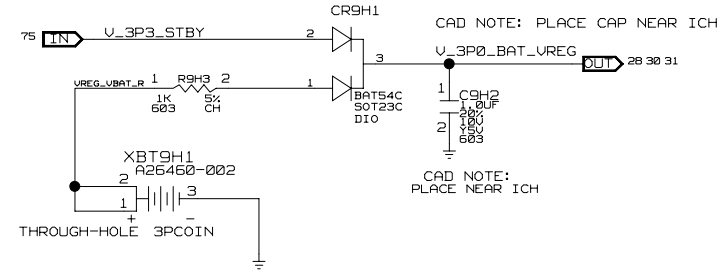 CR9H1
CAD NOTE: PLACE CAP NEAR ICH
75 IN V_3P3_STBY 2
3 V_3P0_BAT_VREG OUT 28 30 31
VREG_VBAT_R 1 R9H3 2 1
1K 5%
603 CH
BAT54C
SOT23C
DIO
1 C9H2
1.0UF
20%
10V
2 Y5V
603
XBT9H1
A26460-002
CAD NOTE:
PLACE NEAR ICH
2 3
1
+ -
THROUGH-HOLE 3PCOIN